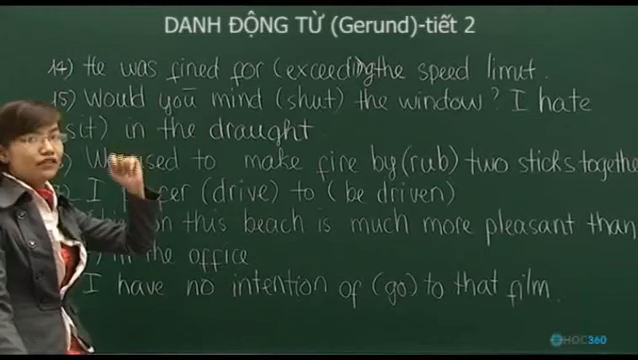 DANH ĐỘNG TỪ (Gerund)-tiết 2
14) He was fined for (exceeding the speed limit.
15) Would you mind (shut) the window? I hate
sit) in the draught
) sed to make fire by (rub) two sticks together
I (drive) to (be driven)
on this beach is much more pleasant than
) in the office
I have no intention of (go) to that film.
HOC360